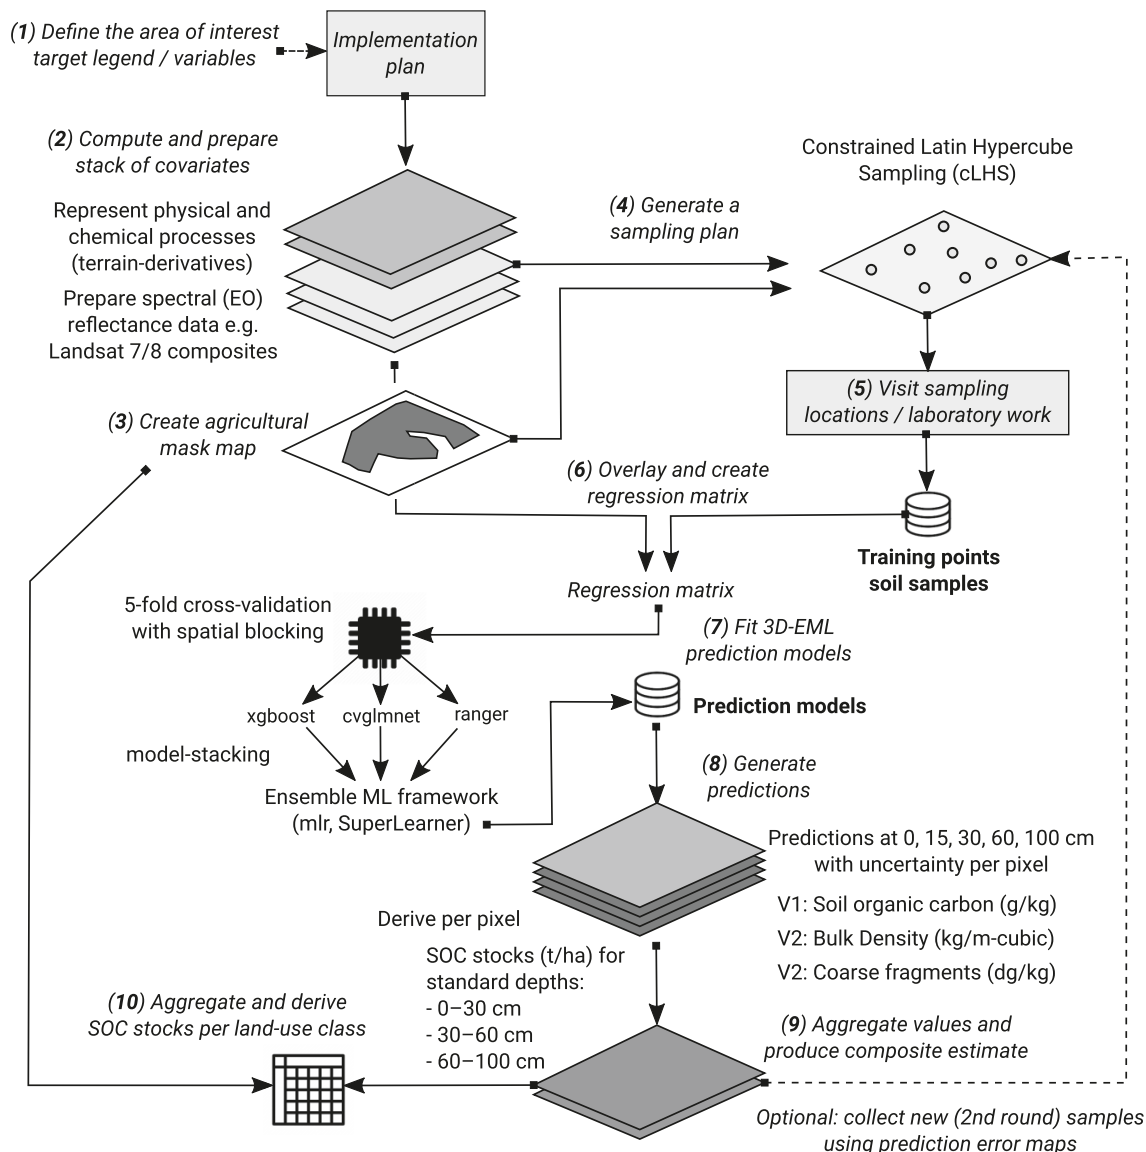 (1) Define the area of interest
target legend / variables
Implementation
plan
(2) Compute and prepare
stack of covariates
Represent physical and
chemical processes
(terrain-derivatives)
Prepare spectral (EO)
reflectance data e.g.
Landsat 7/8 composites
(3) Create agricultural
mask map
(4) Generate a
sampling plan
Constrained Latin Hypercube
Sampling (cLHS)
(5) Visit sampling
locations / laboratory work
(6) Overlay and create
regression matrix
Training points
soil samples
Regression matrix
5-fold cross-validation
with spatial blocking
(7) Fit 3D-EML
prediction models
xgboost
cvglmnet
ranger
model-stacking
Ensemble ML framework
(mlr, SuperLearner)
Prediction models
(8) Generate
predictions
Predictions at 0, 15, 30, 60, 100 cm
with uncertainty per pixel
V1: Soil organic carbon (g/kg)
V2: Bulk Density (kg/m-cubic)
V2: Coarse fragments (dg/kg)
Derive per pixel
SOC stocks (t/ha) for
standard depths:
- 0–30 cm
- 30–60 cm
- 60–100 cm
(9) Aggregate values and
produce composite estimate
(10) Aggregate and derive
SOC stocks per land-use class
Optional: collect new (2nd round) samples
using prediction error maps